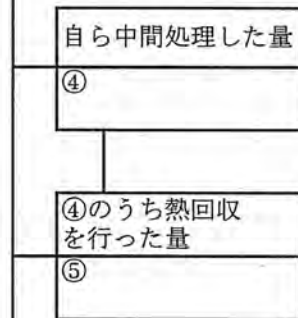 自ら中間処理した量
④
④のうち熱回収
を行った量
⑤